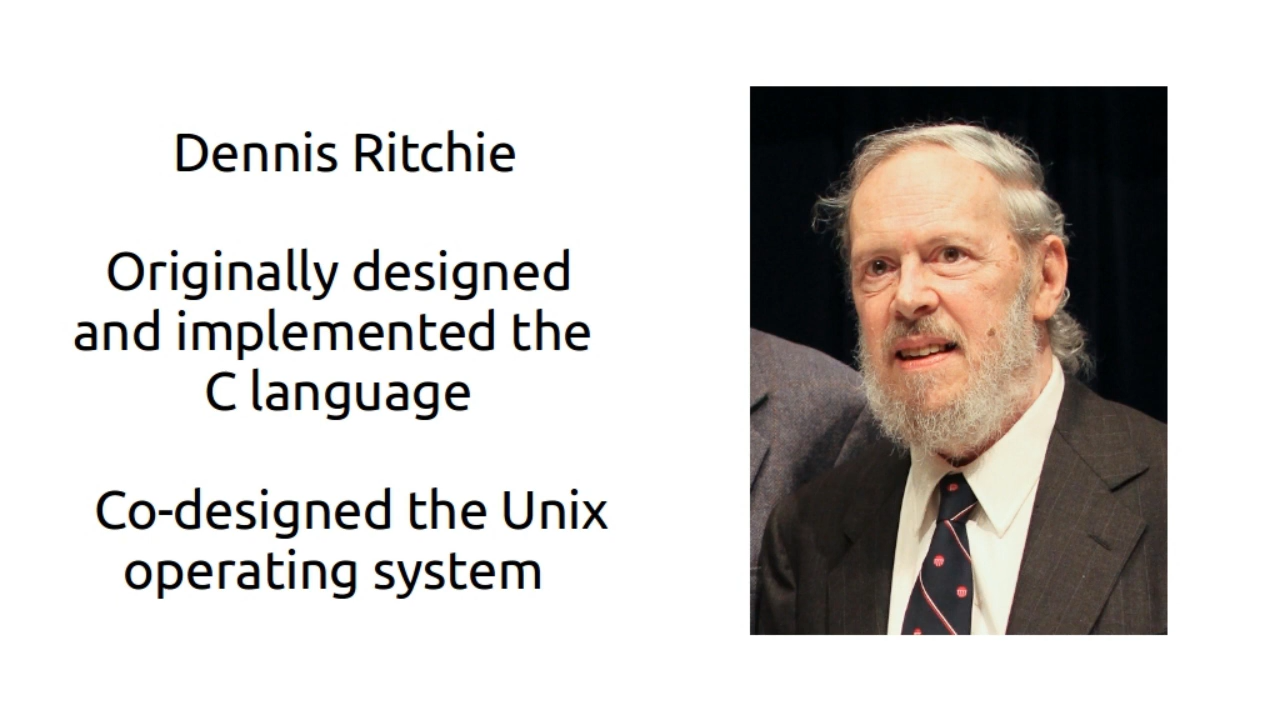 Dennis Ritchie
Originally designed
and implemented the
C language
Co-designed the Unix
operating system